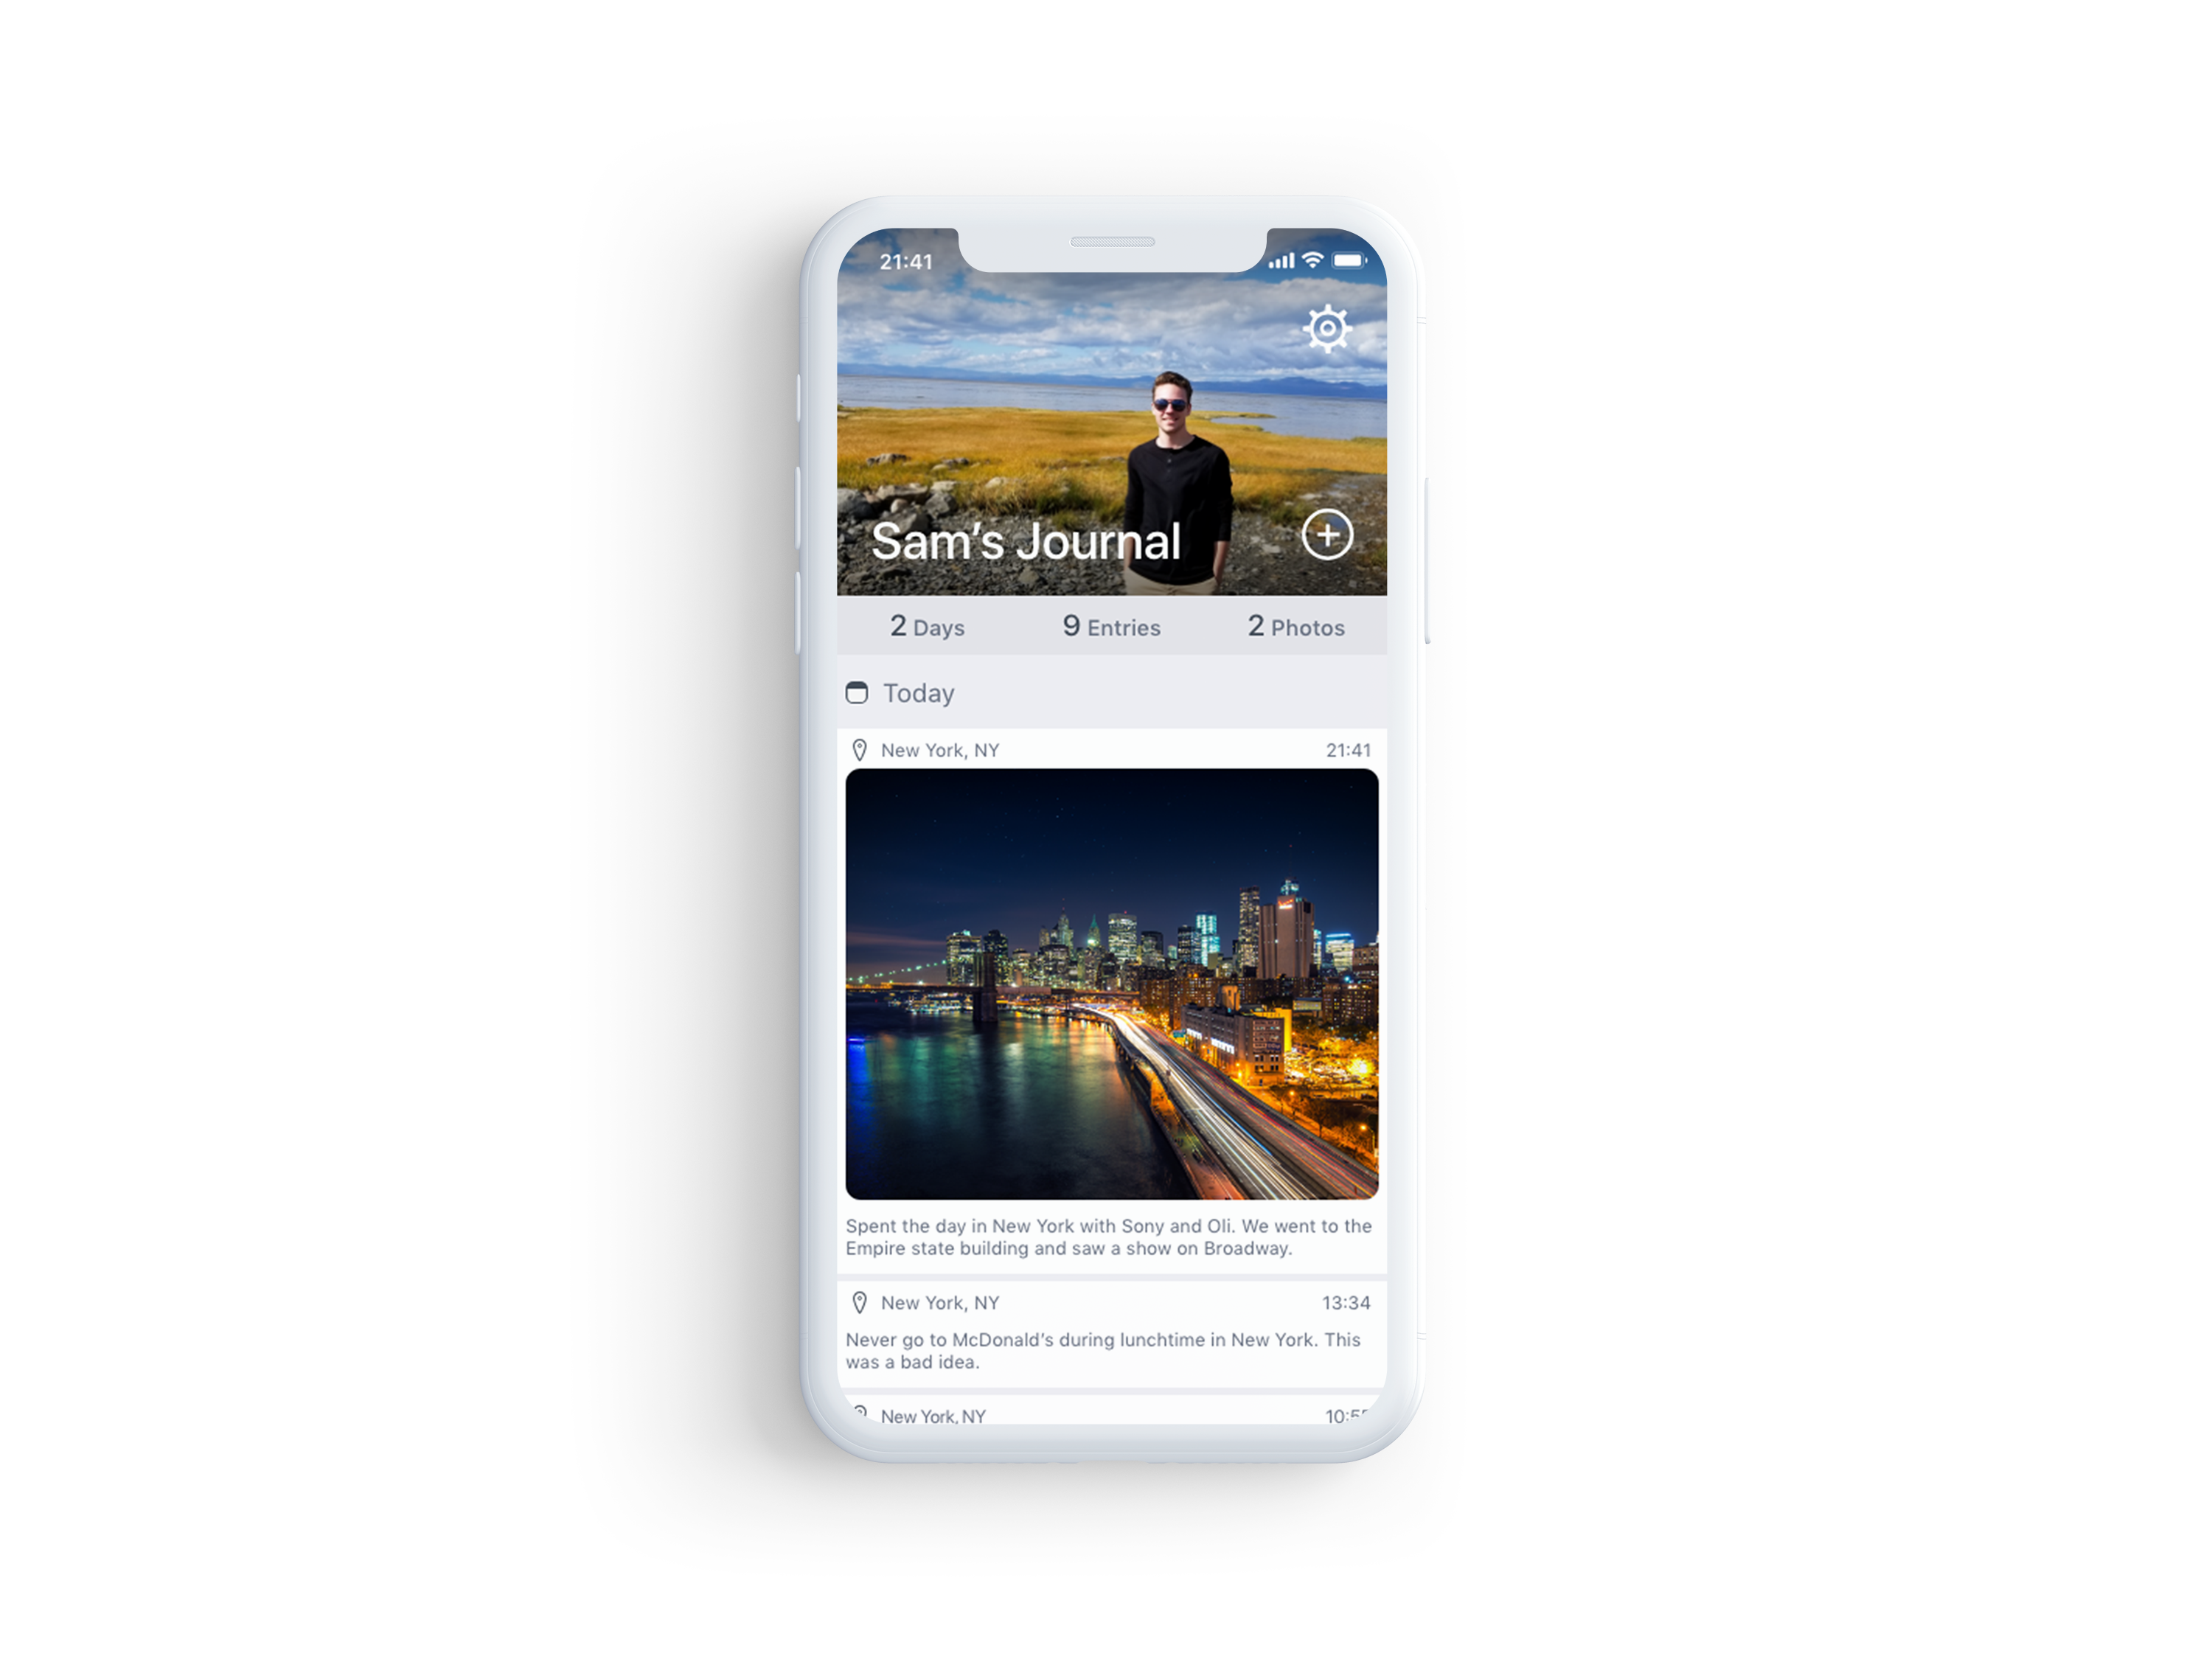 21:41
Sam's Journal
2 Days 9 Entries 2 Photos
Today
New York, NY 21:41
Spent the day in New York with Sony and Oli. We went to the
Empire state building and saw a show on Broadway.
New York, NY 13:34
Never go to McDonald's during lunchtime in New York. This
was a bad idea.
New York, NY